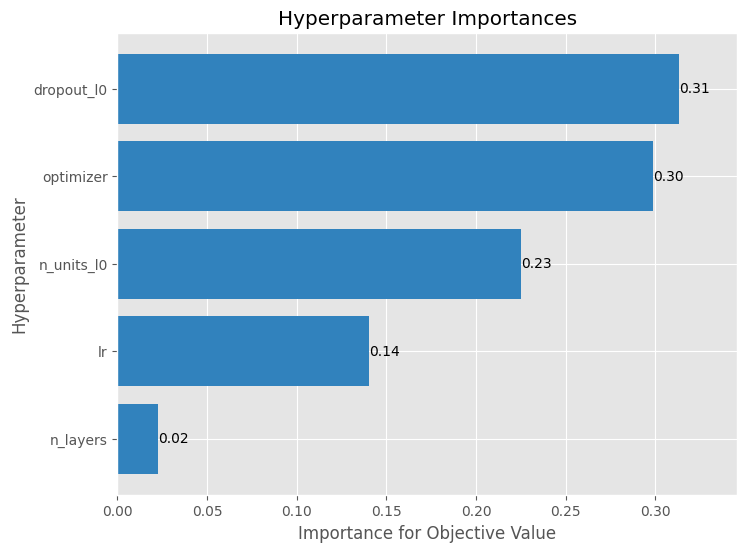 Hyperparameter Importances
Hyperparameter
dropout_l0
0.31
optimizer
0.30
n_units_l0
0.23
lr
0.14
n_layers
0.02
0.00 0.05 0.10 0.15 0.20 0.25 0.30
Importance for Objective Value